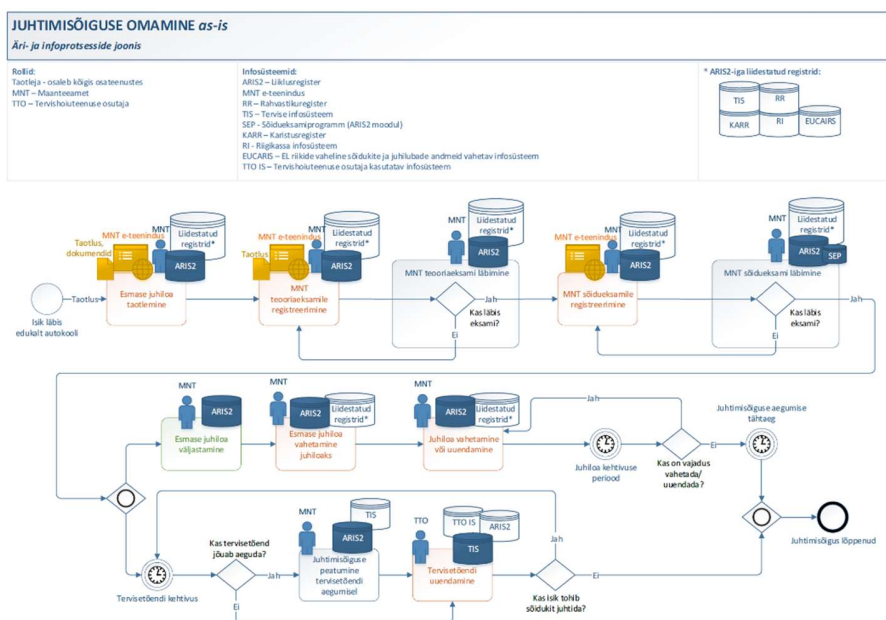 JUHTIMISÕIGUSE OMAMINE as-is
Äri- ja infoprotsesside joonis
Rollid:
Taotleja - osaleb kõigis osateenustes
MNT – Maanteeamet
TTO – Tervishoiuteenuse osutaja
Infosüsteemid:
ARIS2 – Liiklusregister
MNT e-teenindus
RR – Rahvastikuregister
TIS – Tervise infosüsteem
SEP - Sõidueksamiprogramm (ARIS2 moodul)
KARR – Karistusregister
RI - Riigikassa infosüsteem
EUCARIS – EL riikide vaheline sõidukite ja juhilubade andmeid vahetav infosüsteem
TTO IS – Tervishoiuteenuse osutaja kasutatav infosüsteem
* ARIS2-iga liidestatud registrid:
TIS
RR
KARR
RI
EUCAIRS
Isik läbis
edukalt autokooli
Taotlus
Taotlus,
dokumendid
MNT e-teenindus
MNT
Liidestatud
registrid*
ARIS2
Esmase juhiloa
taotlemine
Taotlus
MNT e-teenindus
MNT
Liidestatud
registrid*
ARIS2
MNT
teooriaeksamile
registreerimine
MNT
Liidestatud
registrid*
ARIS2
MNT teooriaeksami läbimine
Kas läbis
eksami?
Jah
Ei
MNT e-teenindus
Liidestatud
registrid*
ARIS2
MNT sõidueksamile
registreerimine
MNT
Liidestatud
registrid*
ARIS2
SEP
MNT sõidueksami läbimine
Kas läbis
eksami?
Jah
Ei
MNT
ARIS2
Esmase juhiloa
väljastamine
MNT
ARIS2
Liidestatud
registrid*
Esmase juhiloa
vahetamine
juhiloaks
MNT
ARIS2
Liidestatud
registrid*
Juhiloa vahetamine
või uuendamine
Juhiloa kehtivuse
periood
Jah
Kas on vajadus
vahetada/
uuendada?
Ei
Juhtimisõiguse aegumise
tähtaeg
Juhtimisõigus lõppenud
Tervisetõendi kehtivus
Kas tervisetõend
jõuab aeguda?
Jah
Ei
MNT
TIS
ARIS2
Juhtimisõiguse
peatumine
tervisetõendi
aegumisel
TTO
TTO IS
ARIS2
TIS
Tervisetõendi
uuendamine
Jah
Kas isik tohib
sõidukit juhtida?
Ei